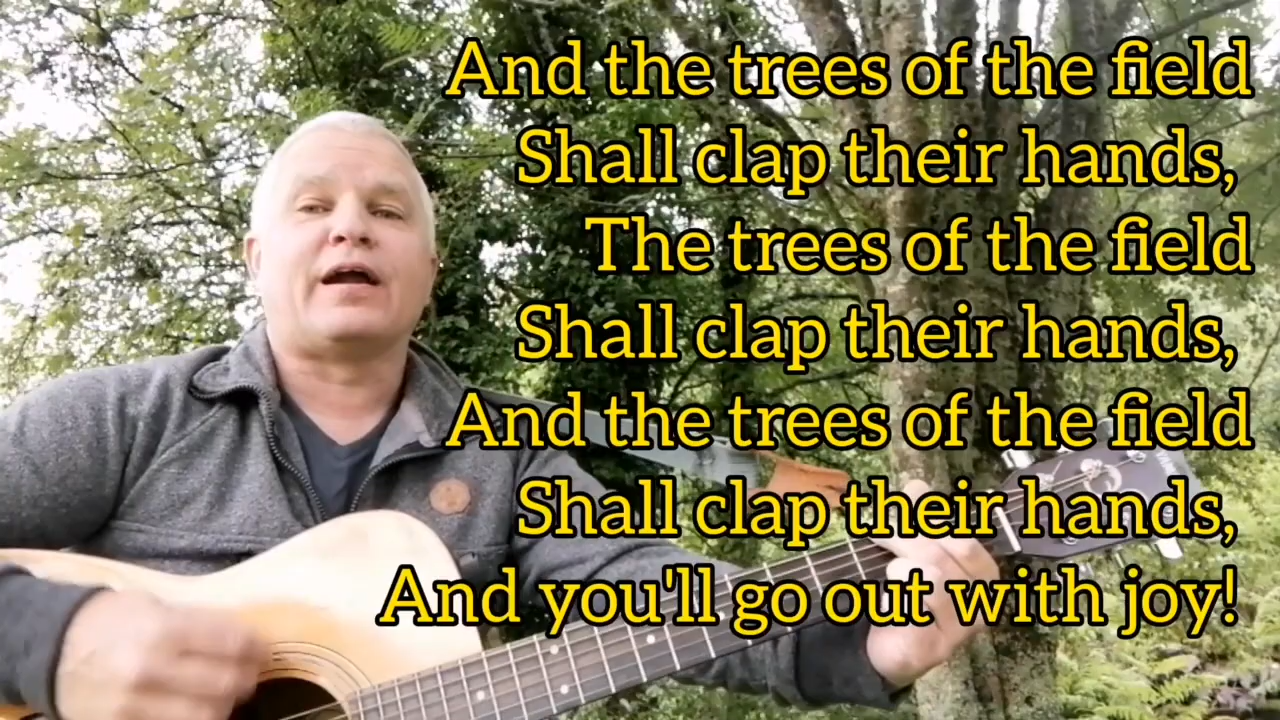 And the trees of the field
Shall clap their hands,
The trees of the field
Shall clap their hands,
And the trees of the field
Shall clap their hands,
And you'll go out with joy!